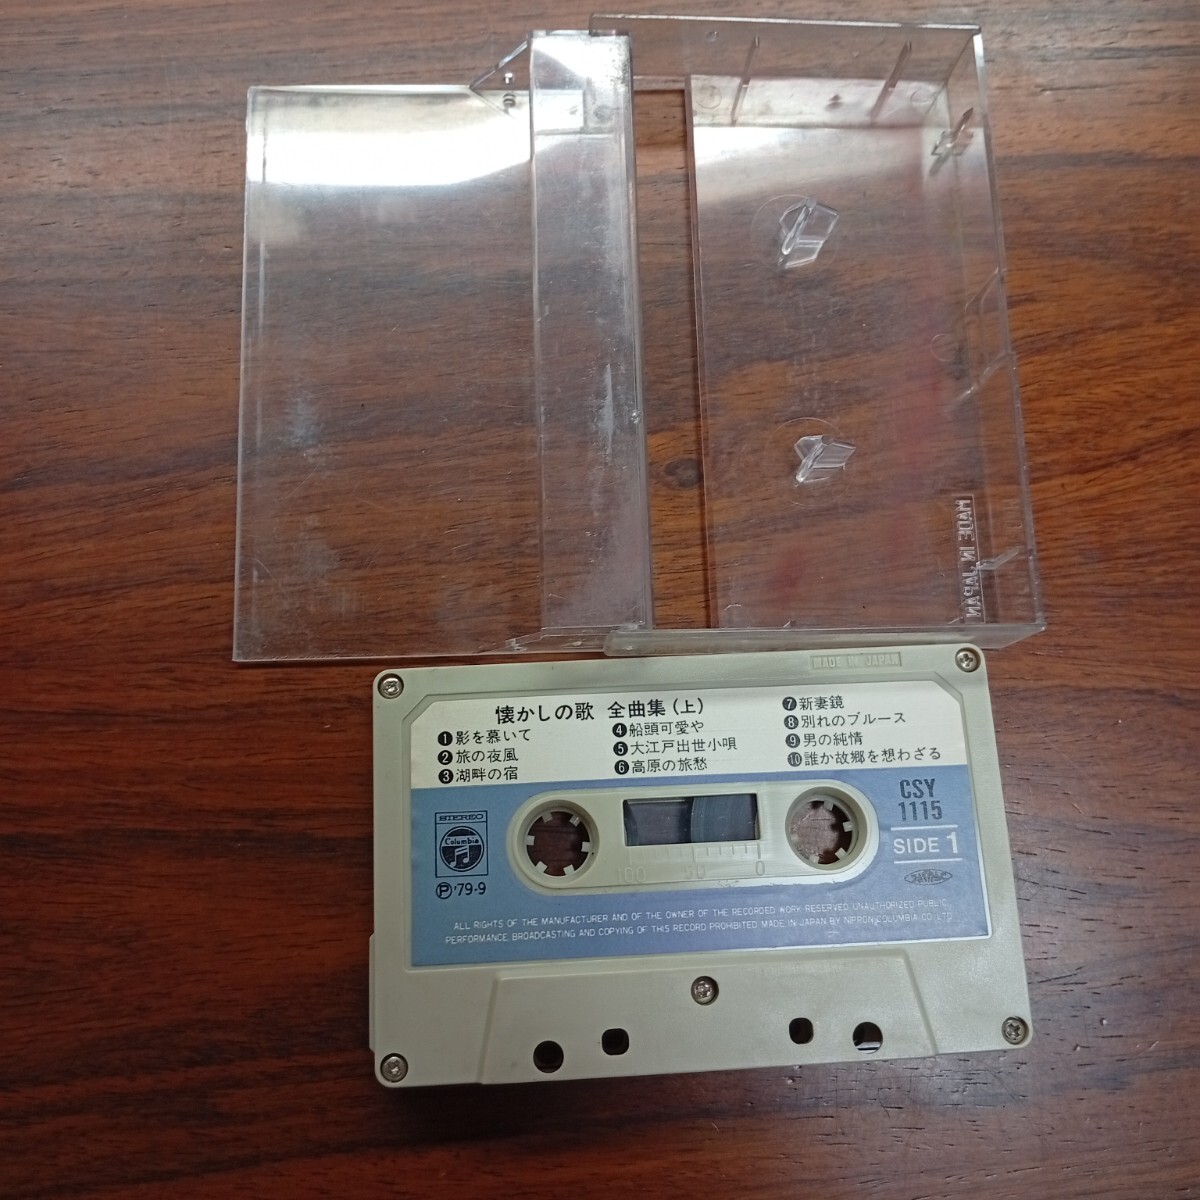 MADE IN JAPAN
MADE IN JAPAN
懐かしの歌 全曲集(上)
❶影を慕いて
❷旅の夜風
❸湖畔の宿
❹船頭可愛や
❺大江戸出世小唄
❻高原の旅愁
❼新妻鏡
❽別れのブルース
❾男の純情
❿誰か故郷を想わざる
STEREO
Columbia
Ⓟ'79-9
100 50 0
CSY
1115
SIDE 1
ALL RIGHTS OF THE MANUFACTURER AND OF THE OWNER OF THE RECORDED WORK RESERVED. UNAUTHORIZED PUBLIC
PERFORMANCE, BROADCASTING AND COPYING OF THIS RECORD PROHIBITED. MADE IN JAPAN BY NIPPON COLUMBIA CO. LTD.